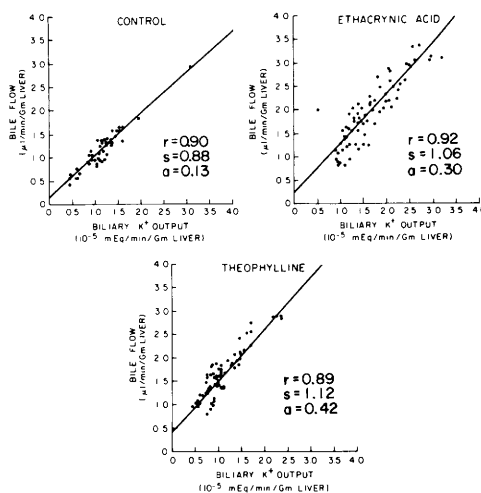 CONTROL
BILE FLOW
(µl/min/Gm LIVER)
4 0
3 5
3 0
2 5
2 0
1 5
1 0
0 5
0
r=0.90
s=0.88
a=0.13
0 0 5 1 0 1.5 2 0 2.5 3.0 3 5 4 0
BILIARY K+ OUTPUT
(10-5 mEq/min/Gm LIVER)
ETHACRYNIC ACID
BILE FLOW
(µl/min/Gm LIVER)
4 0
3 5
3 0
2 5
2 0
1 5
1 0
0 5
0
r=0.92
s=1.06
a=0.30
0 0 5 1.0 1.5 2.0 2.5 3.0 3.5 4.0
BILIARY K+ OUTPUT
(10-5 mEq/min/Gm LIVER)
THEOPHYLLINE
BILE FLOW
(µl/min/Gm LIVER)
4 0
3 5
3 0
2 5
2 0
1 5
1 0
0 5
0
r=0.89
s=1.12
a=0.42
0 0 5 1 0 1.5 2 0 2.5 3.0 3 5 4 0
BILIARY K+ OUTPUT
(10-5 mEq/min/Gm LIVER)